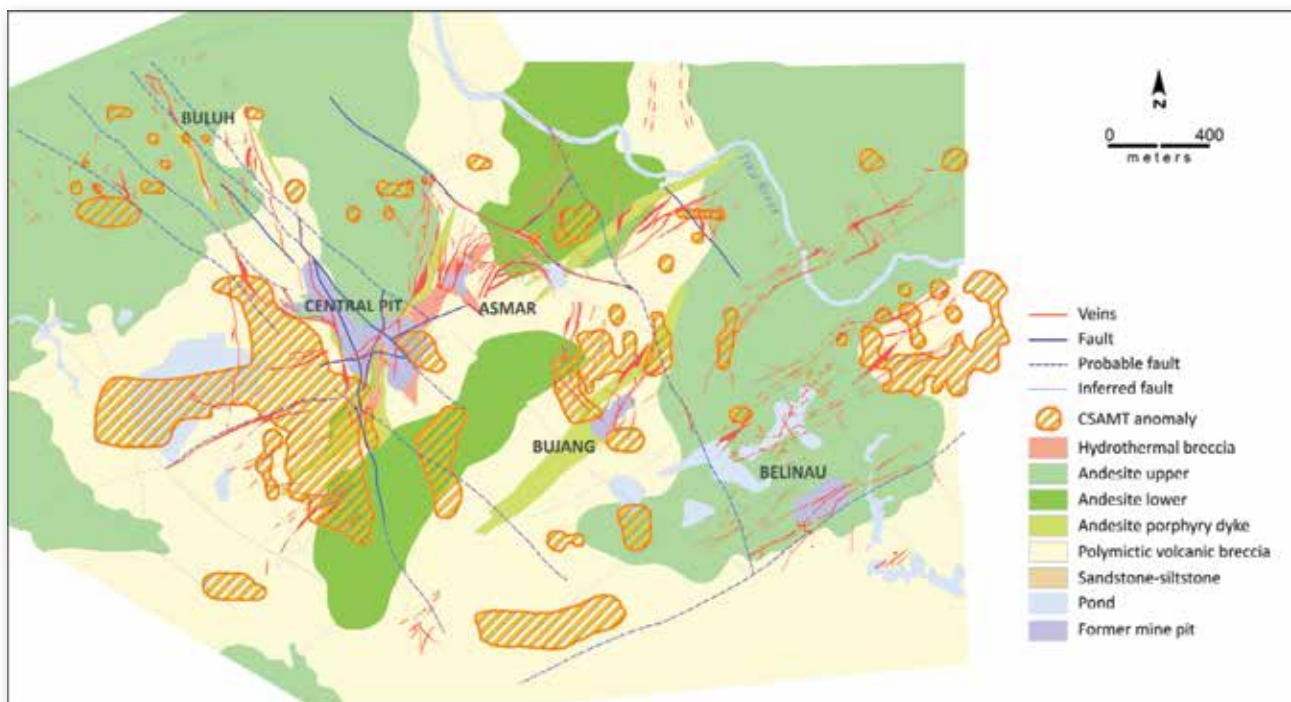 BULUH
CENTRAL PIT
ASMAR
BUJANG
BELINAU
River
N
0 400
meters
Veins
Fault
Probable fault
Inferred fault
CSAMT anomaly
Hydrothermal breccia
Andesite upper
Andesite lower
Andesite porphyry dyke
Polymictic volcanic breccia
Sandstone-siltstone
Pond
Former mine pit